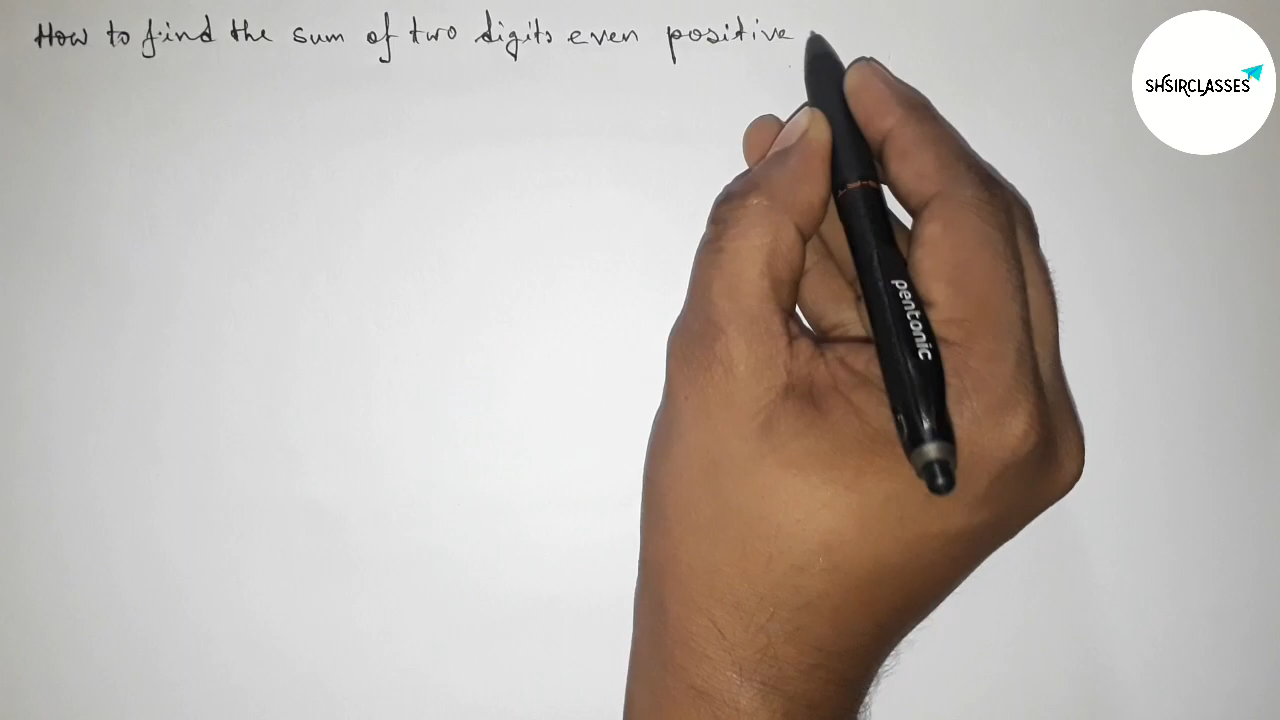 How to find the sum of two digits even positive
SHSIRCLASSES
pentonic